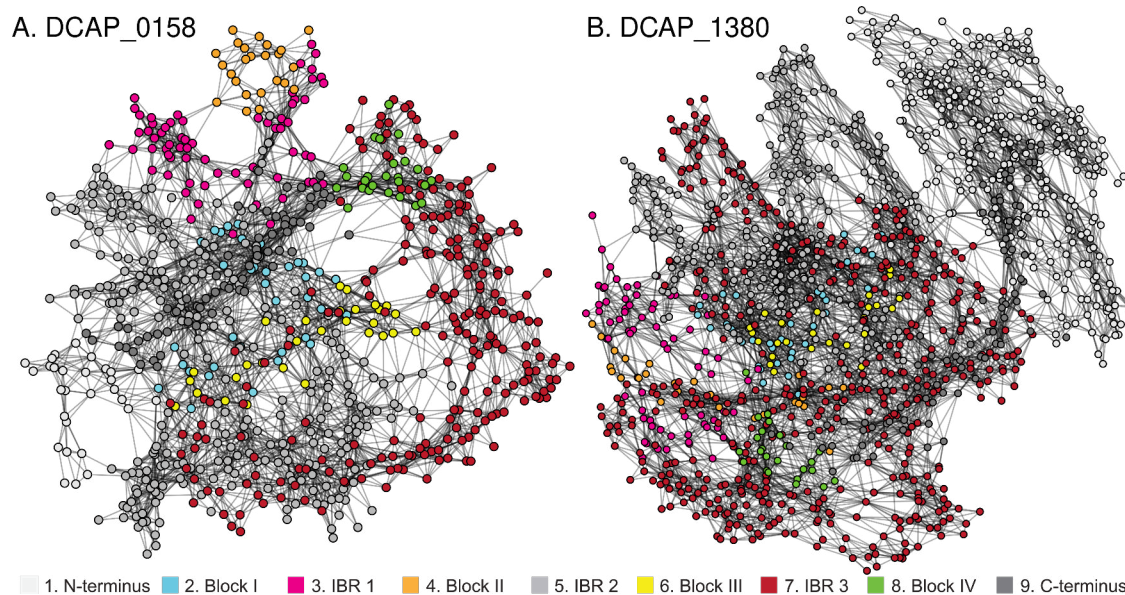 A. DCAP_0158
B. DCAP_1380
1. N-terminus 2. Block I 3. IBR 1 4. Block II 5. IBR 2 6. Block III 7. IBR 3 8. Block IV 9. C-terminus